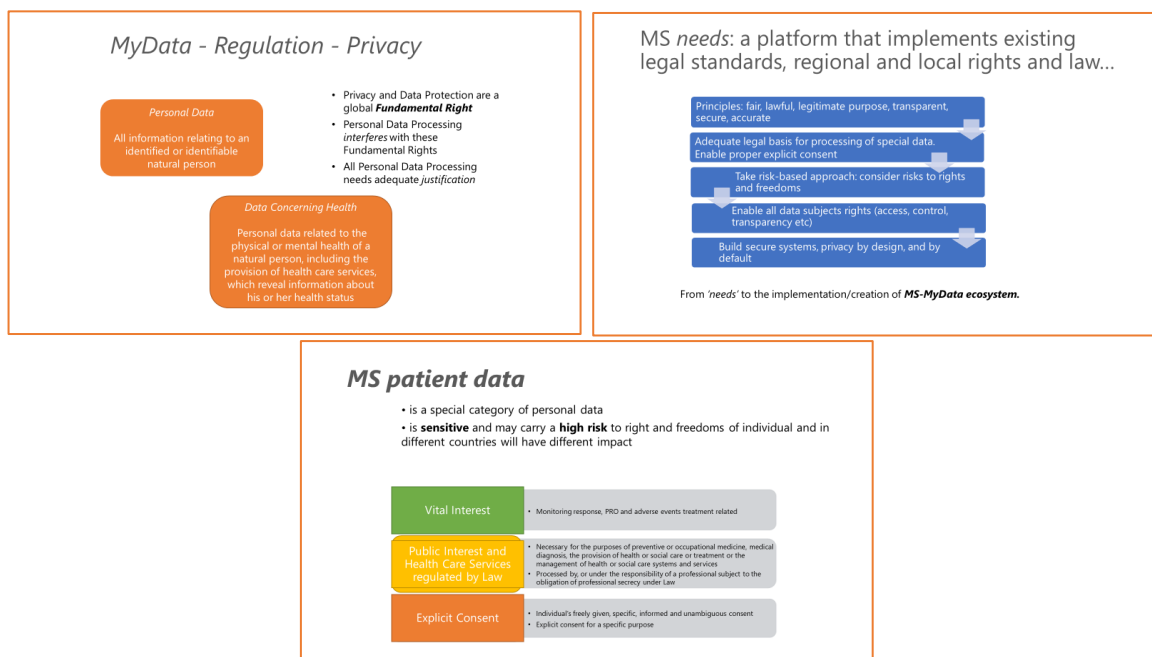 MyData - Regulation - Privacy
Personal Data
All information relating to an
identified or identifiable
natural person
• Privacy and Data Protection are a
global Fundamental Right
• Personal Data Processing
interferes with these
Fundamental Rights
• All Personal Data Processing
needs adequate justification
Data Concerning Health
Personal data related to the
physical or mental health of a
natural person, including the
provision of health care services,
which reveal information about
his or her health status
MS needs: a platform that implements existing
legal standards, regional and local rights and law...
Principles: fair, lawful, legitimate purpose, transparent,
secure, accurate
Adequate legal basis for processing of special data.
Enable proper explicit consent
Take risk-based approach: consider risks to rights
and freedoms
Enable all data subjects rights (access, control,
transparency etc)
Build secure systems, privacy by design, and by
default
From 'needs' to the implementation/creation of MS-MyData ecosystem.
MS patient data
• is a special category of personal data
• is sensitive and may carry a high risk to right and freedoms of individual and in
different countries will have different impact
Vital Interest
• Monitoring response, PRO and adverse events treatment related
Public Interest and
Health Care Services
regulated by Law
• Necessary for the purposes of preventive or occupational medicine, medical
diagnosis, the provision of health or social care or treatment or the
management of health or social care systems and services
• Processed by, or under the responsibility of a professional subject to the
obligation of professional secrecy under Law
Explicit Consent
• Individual's freely given, specific, informed and unambiguous consent
• Explicit consent for a specific purpose